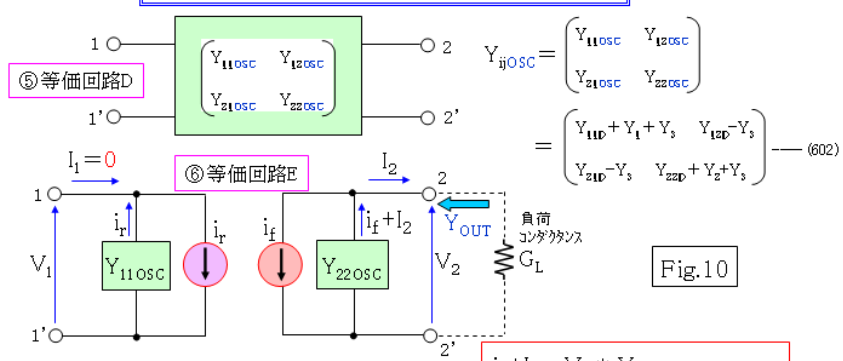 1 2
Y11OSC Y12OSC
Y21OSC Y22OSC
⑤等価回路D
1' 2'
YijOSC= Y11OSC Y12OSC
Y21OSC Y22OSC
= Y11D+Y1+Y3 Y12D-Y3
Y21D-Y3 Y22D+Y2+Y3 (602)
⑥等価回路E
I1=0
I2
1 2
ir ir if if+I2
YOUT
負荷
コンダクタンス
GL
V1 Y11OSC Y22OSC V2
Fig.10
1' 2'